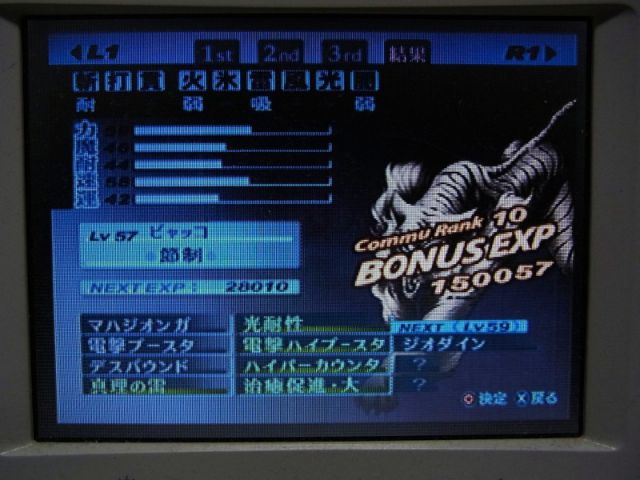 ◀L1 1st 2nd 3rd 結果 R1▶
斬 打 貫 火 氷 雷 風 光 闇
耐 弱 吸 弱
力
魔 46
耐 44
速 58
運 42
Lv 57 ビャッコ
節制
NEXT EXP: 28010
Commu Rank 10
BONUS EXP
150057
マハジオンガ 光耐性 NEXT (Lv59)
電撃ブースタ 電撃ハイブースタ ジオダイン
デスバウンド ハイパーカウンタ ?
真理の雷 治癒促進・大 ?
決定 X戻る